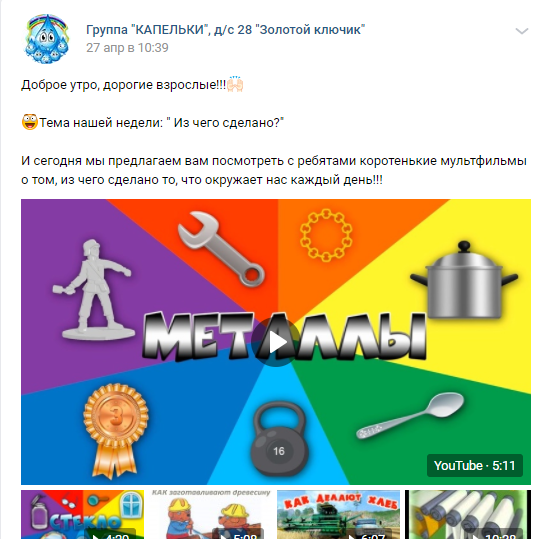 Группа "КАПЕЛЬКИ", д/с 28 "Золотой ключик"
27 апр в 10:39
Доброе утро, дорогие взрослые!!!
Тема нашей недели: " Из чего сделано?"
И сегодня мы предлагаем вам посмотреть с ребятами коротенькие мультфильмы
о том, из чего сделано то, что окружает нас каждый день!!!
МЕТАЛЛЫ
3
16
YouTube · 5:11
СТЕКЛО
КАК заготавливают древесину
КАК ДЕЛАЮТ ХЛЕБ
4:29
5:08
6:07
10:28